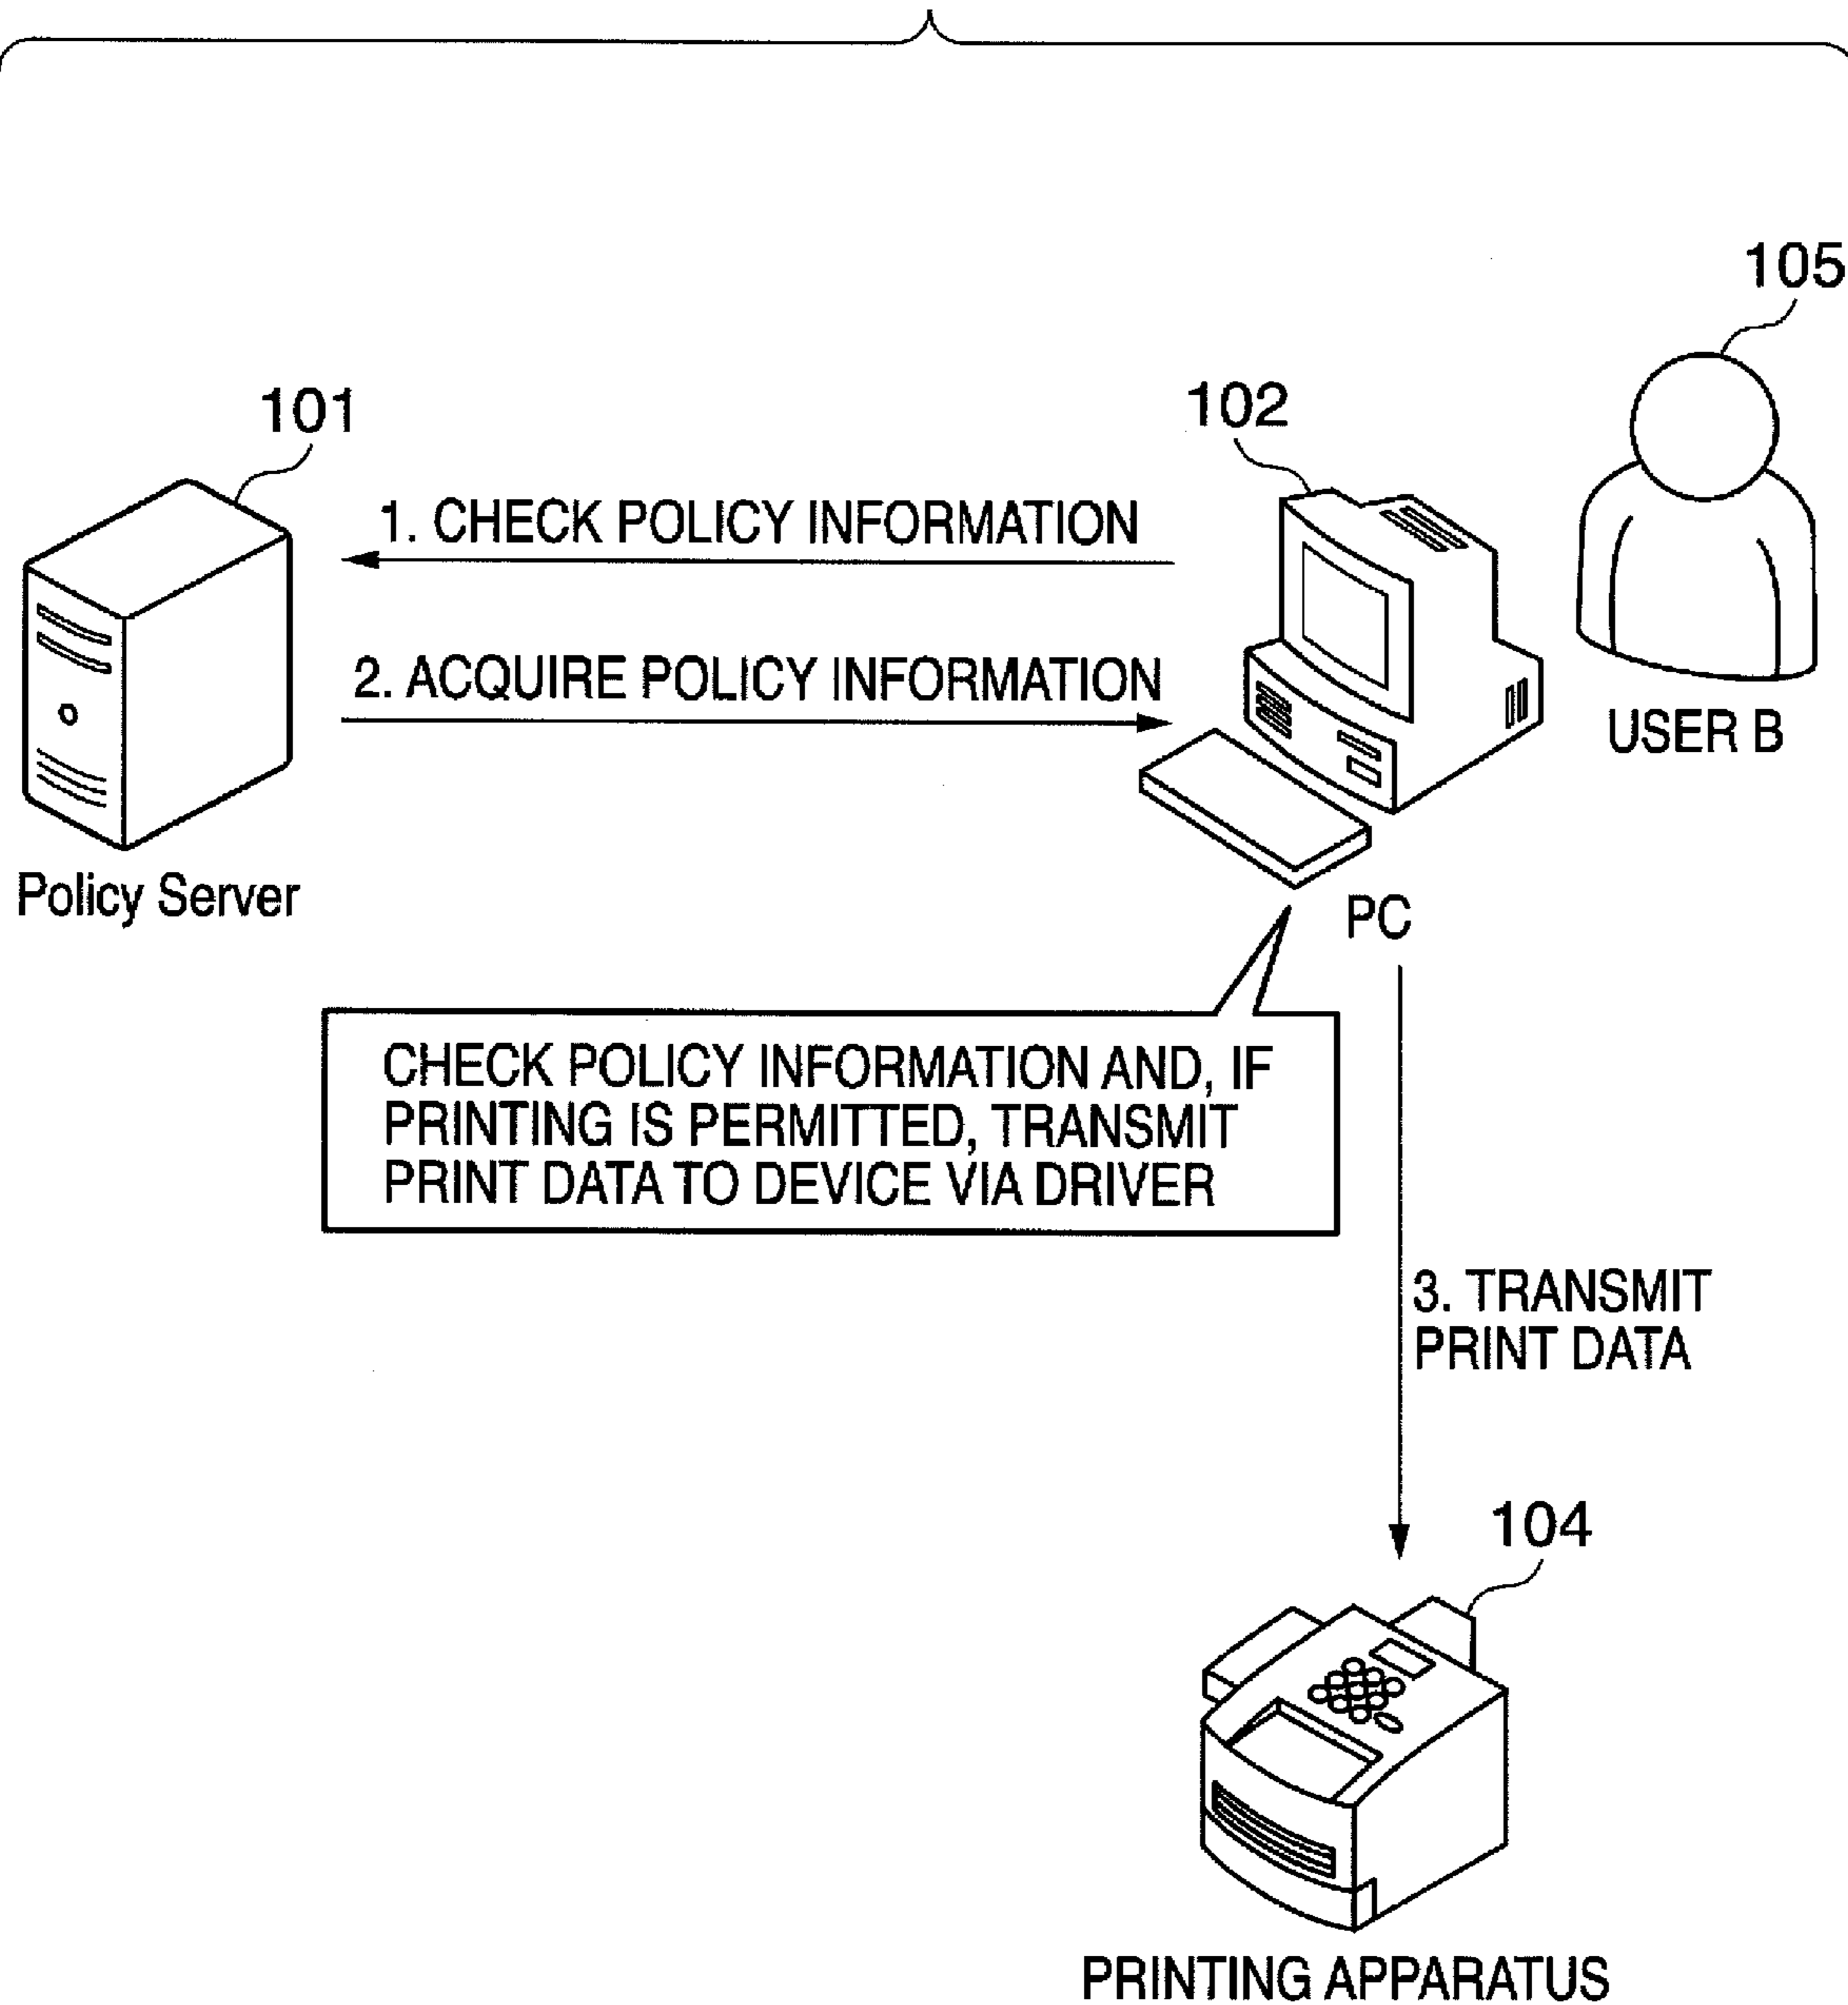 105
101
102
1. CHECK POLICY INFORMATION
2. ACQUIRE POLICY INFORMATION
USER B
Policy Server
PC
CHECK POLICY INFORMATION AND, IF
PRINTING IS PERMITTED, TRANSMIT
PRINT DATA TO DEVICE VIA DRIVER
3. TRANSMIT
PRINT DATA
104
PRINTING APPARATUS